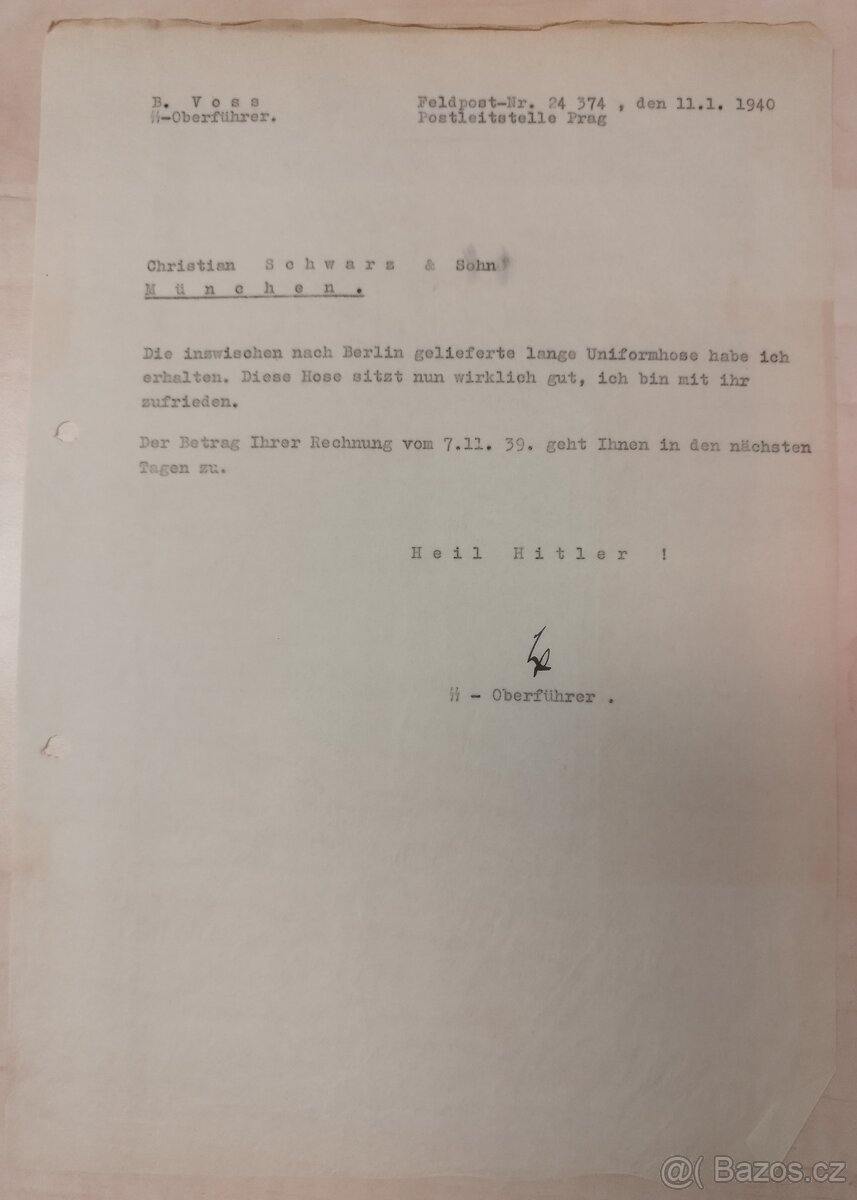 B. Voss
Feldpost-Nr. 24 374 , den 11.1. 1940
ᛋᛋ-Oberführer.
Postleitstelle Prag
Christian Schwarz & Sohn
München.
Die inzwischen nach Berlin gelieferte lange Uniformhose habe ich
erhalten. Diese Hose sitzt nun wirklich gut, ich bin mit ihr
zufrieden.
Der Betrag Ihrer Rechnung vom 7.11. 39. geht Ihnen in den nächsten
Tagen zu.
Heil Hitler !
ᛋᛋ - Oberführer .
@( Bazos.cz